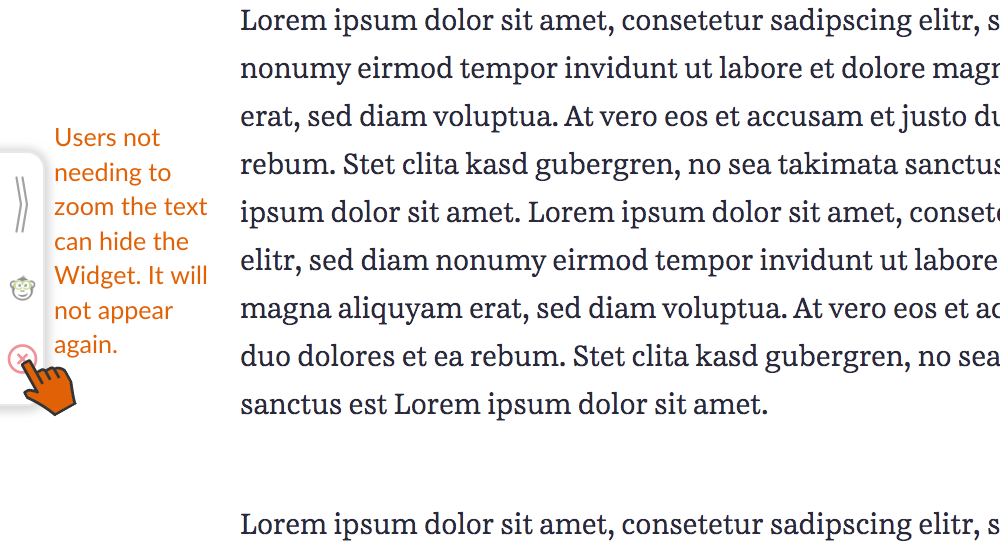 Users not
needing to
zoom the text
can hide the
Widget. It will
not appear
again.
Lorem ipsum dolor sit amet, consetetur sadipscing elitr, s
nonumy eirmod tempor invidunt ut labore et dolore magn
erat, sed diam voluptua. At vero eos et accusam et justo du
rebum. Stet clita kasd gubergren, no sea takimata sanctus
ipsum dolor sit amet. Lorem ipsum dolor sit amet, conset
elitr, sed diam nonumy eirmod tempor invidunt ut labore
magna aliquyam erat, sed diam voluptua. At vero eos et ac
duo dolores et ea rebum. Stet clita kasd gubergren, no sea
sanctus est Lorem ipsum dolor sit amet.
Lorem ipsum dolor sit amet, consetetur sadipscing elitr, s